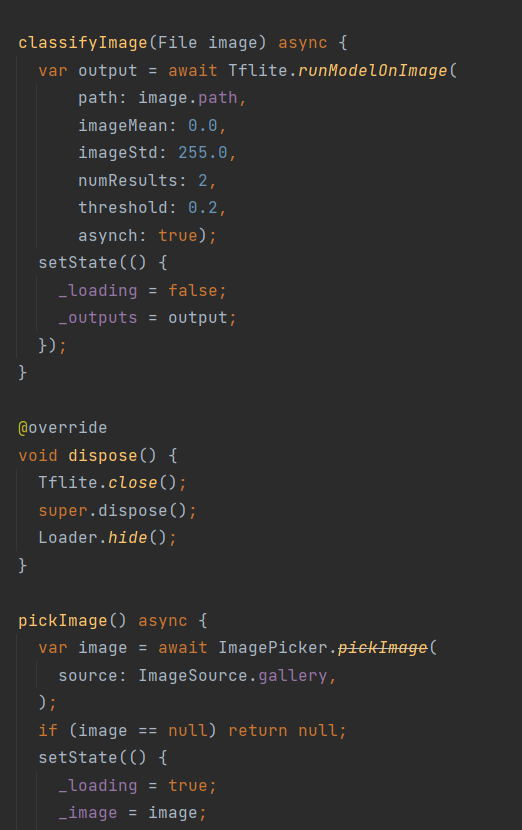 classifyImage(File image) async {
  var output = await Tflite.runModelOnImage(
      path: image.path,
      imageMean: 0.0,
      imageStd: 255.0,
      numResults: 2,
      threshold: 0.2,
      asynch: true);
  setState(() {
    _loading = false;
    _outputs = output;
  });
}

@override
void dispose() {
  Tflite.close();
  super.dispose();
  Loader.hide();
}

pickImage() async {
  var image = await ImagePicker.pickImage(
    source: ImageSource.gallery,
  );
  if (image == null) return null;
  setState(() {
    _loading = true;
    _image = image;